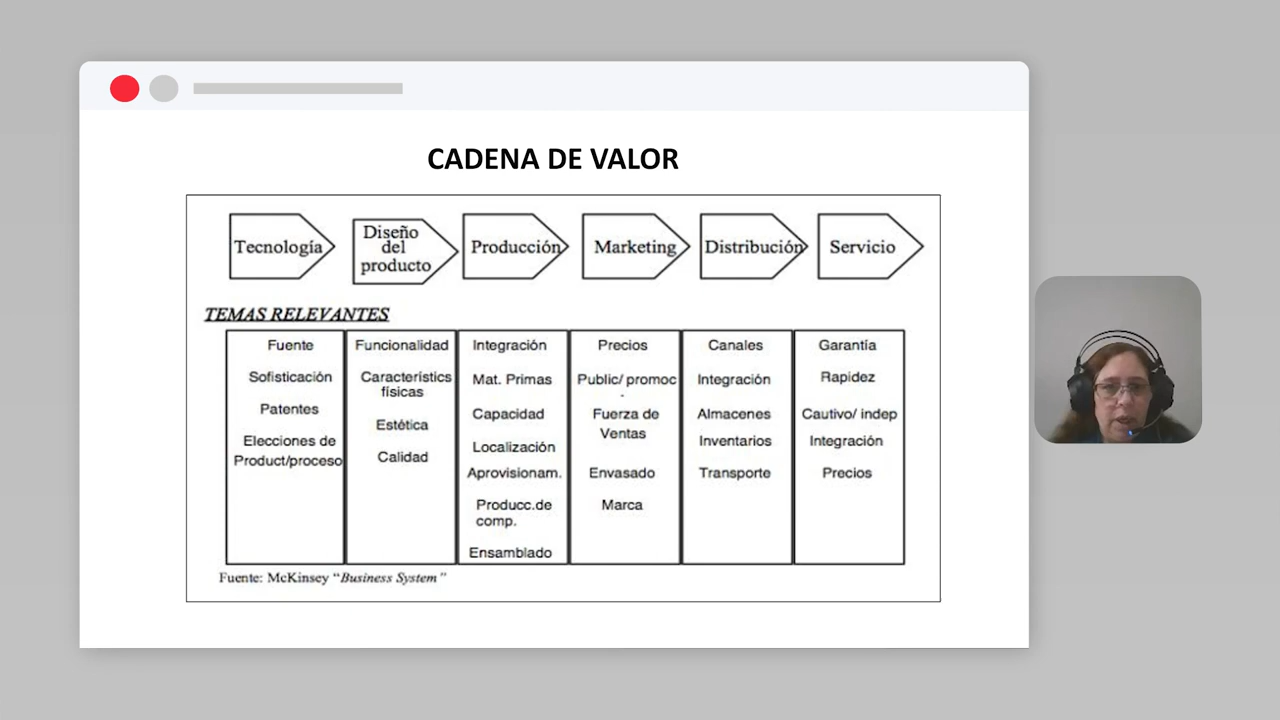 CADENA DE VALOR
Tecnología
Diseño
del
producto
Producción
Marketing
Distribución
Servicio
TEMAS RELEVANTES
Fuente
Sofisticación
Patentes
Elecciones de
Product/proceso
Funcionalidad
Característics
físicas
Estética
Calidad
Integración
Mat. Primas
Capacidad
Localización
Aprovisionam.
Producc.de
comp.
Ensamblado
Precios
Public/ promoc
.
Fuerza de
Ventas
Envasado
Marca
Canales
Integración
Almacenes
Inventarios
Transporte
Garantía
Rapidez
Cautivo/ indep
Integración
Precios
Fuente: McKinsey “Business System”